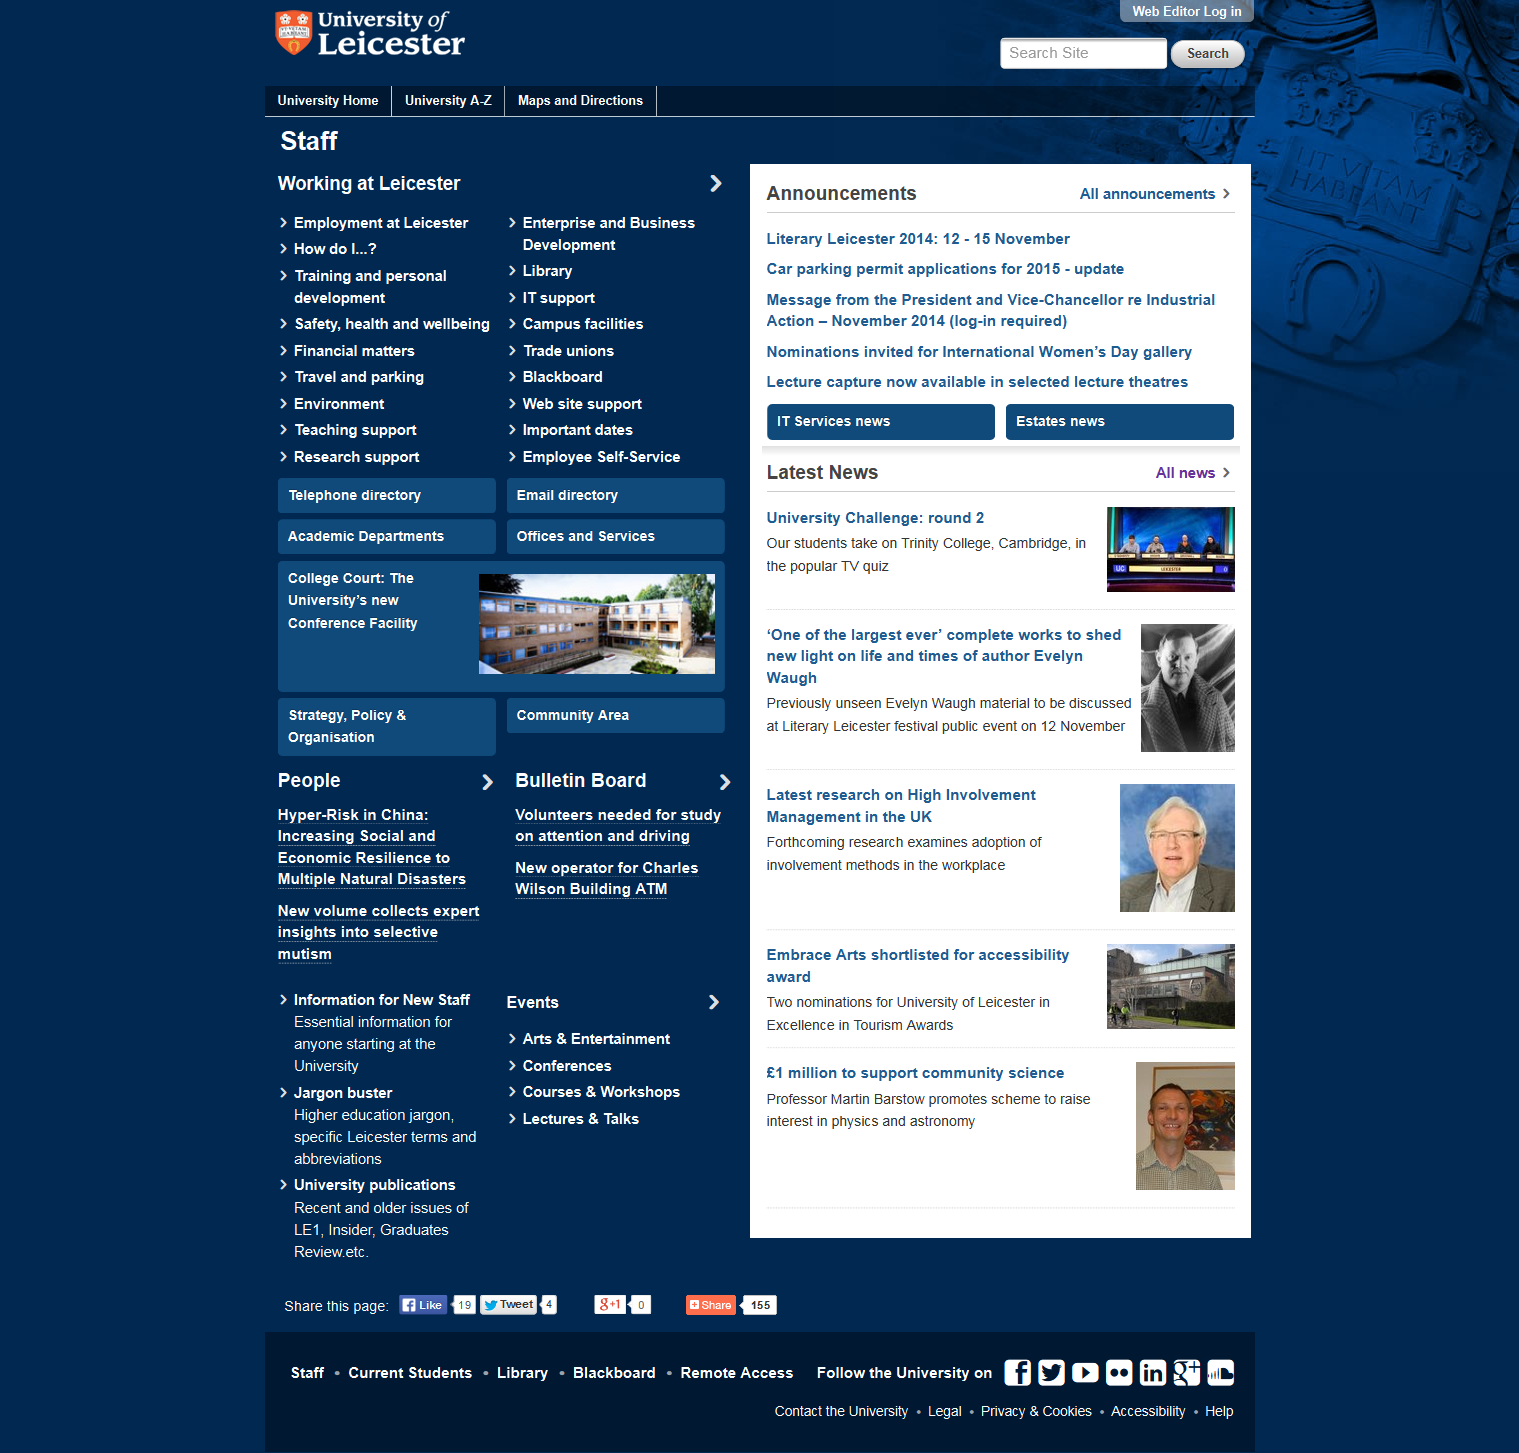 Web Editor Log in
University of
Leicester
Search Site
Search
University Home
University A-Z
Maps and Directions
Staff
Working at Leicester
Employment at Leicester
How do I...?
Training and personal
development
Safety, health and wellbeing
Financial matters
Travel and parking
Environment
Teaching support
Research support
Enterprise and Business
Development
Library
IT support
Campus facilities
Trade unions
Blackboard
Web site support
Important dates
Employee Self-Service
Telephone directory
Email directory
Academic Departments
Offices and Services
College Court: The
University's new
Conference Facility
Strategy, Policy &
Organisation
Community Area
People
Hyper-Risk in China:
Increasing Social and
Economic Resilience to
Multiple Natural Disasters
New volume collects expert
insights into selective
mutism
Bulletin Board
Volunteers needed for study
on attention and driving
New operator for Charles
Wilson Building ATM
Information for New Staff
Essential information for
anyone starting at the
University
Jargon buster
Higher education jargon,
specific Leicester terms and
abbreviations
University publications
Recent and older issues of
LE1, Insider, Graduates
Review.etc.
Events
Arts & Entertainment
Conferences
Courses & Workshops
Lectures & Talks
Announcements
All announcements
Literary Leicester 2014: 12 - 15 November
Car parking permit applications for 2015 - update
Message from the President and Vice-Chancellor re Industrial
Action – November 2014 (log-in required)
Nominations invited for International Women's Day gallery
Lecture capture now available in selected lecture theatres
IT Services news
Estates news
Latest News
All news
University Challenge: round 2
Our students take on Trinity College, Cambridge, in
the popular TV quiz
UC
LEICESTER
0
‘One of the largest ever’ complete works to shed
new light on life and times of author Evelyn
Waugh
Previously unseen Evelyn Waugh material to be discussed
at Literary Leicester festival public event on 12 November
Latest research on High Involvement
Management in the UK
Forthcoming research examines adoption of
involvement methods in the workplace
Embrace Arts shortlisted for accessibility
award
Two nominations for University of Leicester in
Excellence in Tourism Awards
£1 million to support community science
Professor Martin Barstow promotes scheme to raise
interest in physics and astronomy
UT VITAM
HABEANT
Share this page:
Like
19
Tweet
4
g+1
0
Share
155
Staff • Current Students • Library • Blackboard • Remote Access
Follow the University on
Contact the University • Legal • Privacy & Cookies • Accessibility • Help